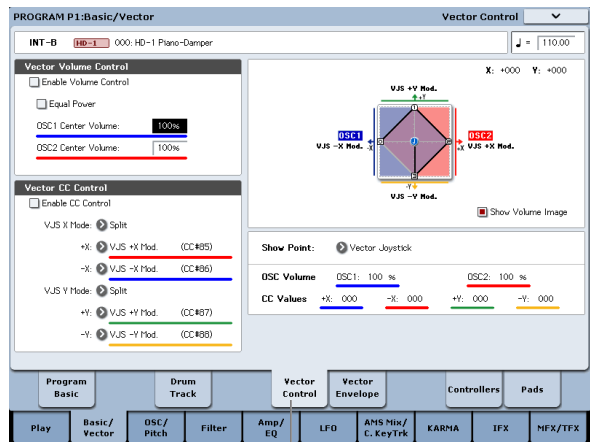 PROGRAM P1:Basic/Vector
Vector Control
INT-B HD-1 000: HD-1 Piano-Damper
♩ = 110.00
Vector Volume Control
Enable Volume Control
Equal Power
OSC1 Center Volume: 100%
OSC2 Center Volume: 100%
Vector CC Control
Enable CC Control
VJS X Mode: Split
+X: VJS +X Mod. (CC#85)
-X: VJS -X Mod. (CC#86)
VJS Y Mode: Split
+Y: VJS +Y Mod. (CC#87)
-Y: VJS -Y Mod. (CC#88)
X: +000 Y: +000
VJS +Y Mod.
+Y
OSC1
VJS -X Mod.
-X
OSC2
+X
VJS +X Mod.
-Y
VJS -Y Mod.
Show Volume Image
Show Point: Vector Joystick
OSC Volume OSC1: 100 % OSC2: 100 %
CC Values +X: 000 -X: 000 +Y: 000 -Y: 000
Program Basic
Drum Track
Vector Control
Vector Envelope
Controllers
Pads
Play
Basic/ Vector
OSC/ Pitch
Filter
Amp/ EQ
LFO
AMS Mix/ C. KeyTrk
KARMA
IFX
MFX/TFX